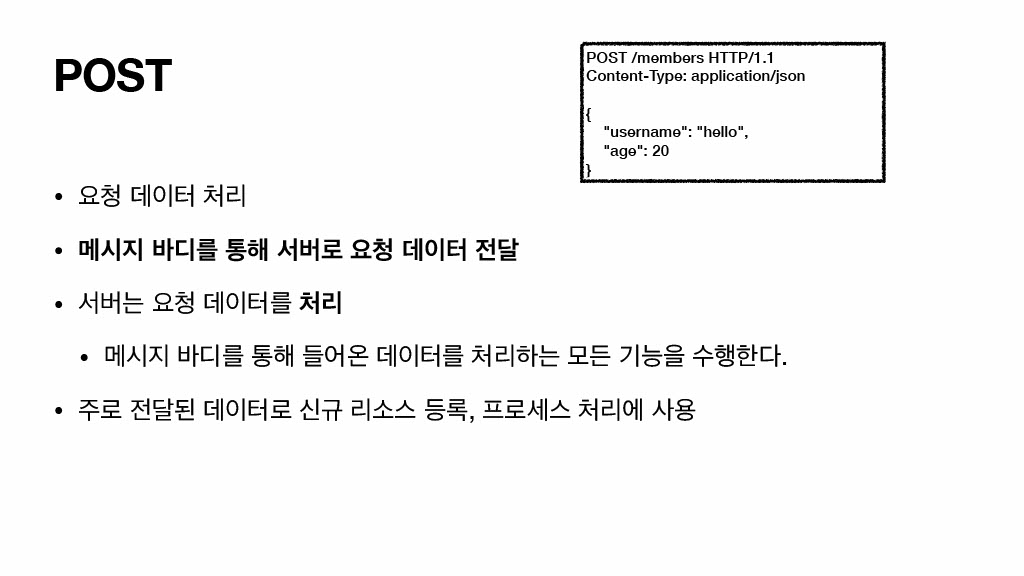 POST
POST /members HTTP/1.1
Content-Type: application/json
{
"username": "hello",
"age": 20
}
• 요청 데이터 처리
• 메시지 바디를 통해 서버로 요청 데이터 전달
• 서버는 요청 데이터를 처리
• 메시지 바디를 통해 들어온 데이터를 처리하는 모든 기능을 수행한다.
• 주로 전달된 데이터로 신규 리소스 등록, 프로세스 처리에 사용